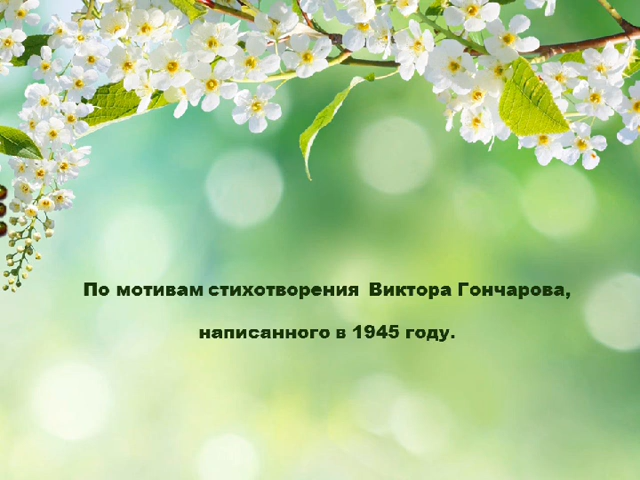 По мотивам стихотворения Виктора Гончарова,
написанного в 1945 году.